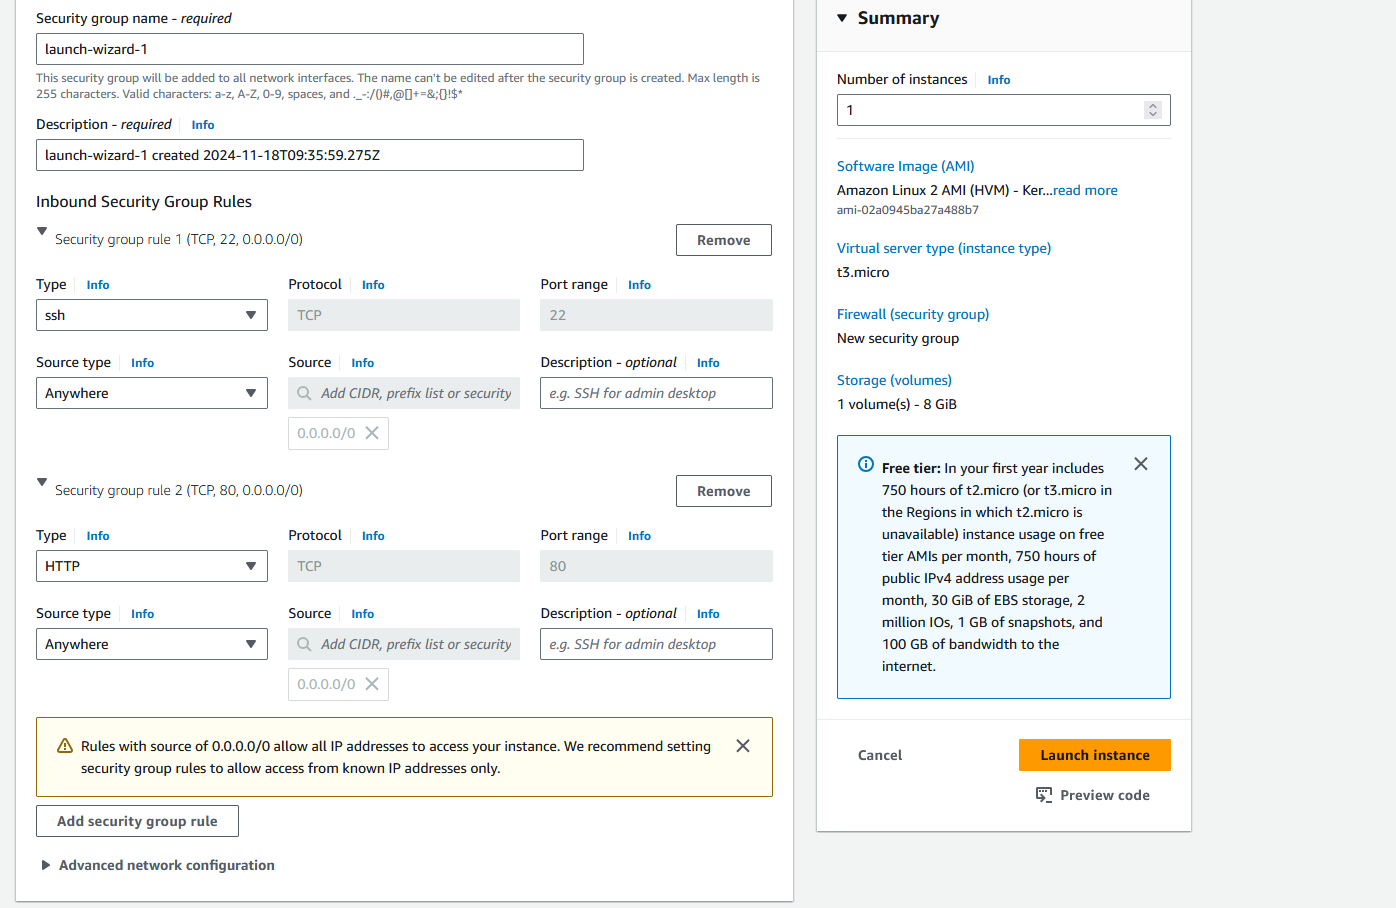 Security group name - required
launch-wizard-1
This security group will be added to all network interfaces. The name can't be edited after the security group is created. Max length is
255 characters. Valid characters: a-z, A-Z, 0-9, spaces, and ._-:/()#,@[]+=&;{}!$*
Description - required Info
launch-wizard-1 created 2024-11-18T09:35:59.275Z
Inbound Security Group Rules
Security group rule 1 (TCP, 22, 0.0.0.0/0)
Remove
Type Info
Protocol Info
Port range Info
ssh
TCP
22
Source type Info
Source Info
Description - optional Info
Anywhere
Add CIDR, prefix list or security
e.g. SSH for admin desktop
0.0.0.0/0
Security group rule 2 (TCP, 80, 0.0.0.0/0)
Remove
Type Info
Protocol Info
Port range Info
HTTP
TCP
80
Source type Info
Source Info
Description - optional Info
Anywhere
Add CIDR, prefix list or security
e.g. SSH for admin desktop
0.0.0.0/0
Rules with source of 0.0.0.0/0 allow all IP addresses to access your instance. We recommend setting
security group rules to allow access from known IP addresses only.
Add security group rule
Advanced network configuration
Summary
Number of instances Info
1
Software Image (AMI)
Amazon Linux 2 AMI (HVM) - Ker...read more
ami-02a0945ba27a488b7
Virtual server type (instance type)
t3.micro
Firewall (security group)
New security group
Storage (volumes)
1 volume(s) - 8 GiB
Free tier: In your first year includes
750 hours of t2.micro (or t3.micro in
the Regions in which t2.micro is
unavailable) instance usage on free
tier AMIs per month, 750 hours of
public IPv4 address usage per
month, 30 GiB of EBS storage, 2
million IOs, 1 GB of snapshots, and
100 GB of bandwidth to the
internet.
Cancel
Launch instance
Preview code